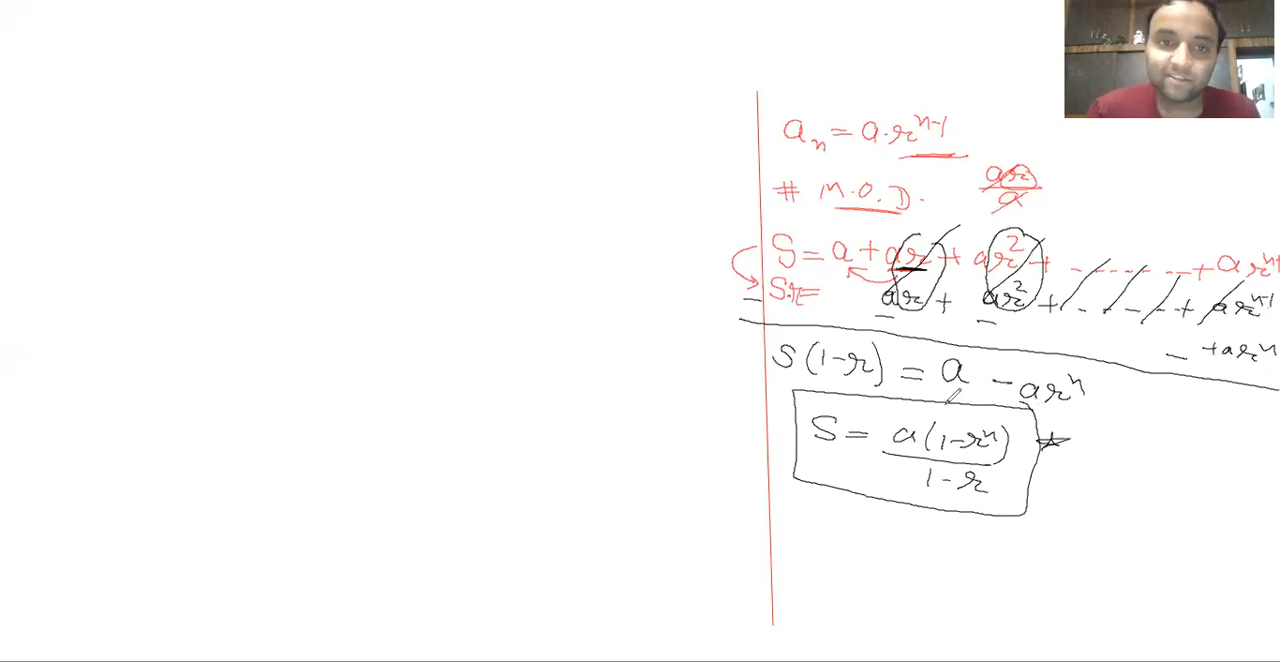 aₙ = a·rⁿ⁻¹
# M.O.D. ar/a
S = a + ar + ar² + ------ + arⁿ⁻¹
S·r = ar + ar² + - - - - + arⁿ⁻¹
- - - - + arⁿ
S(1-r) = a - arⁿ
S = a(1-rⁿ)/1-r *